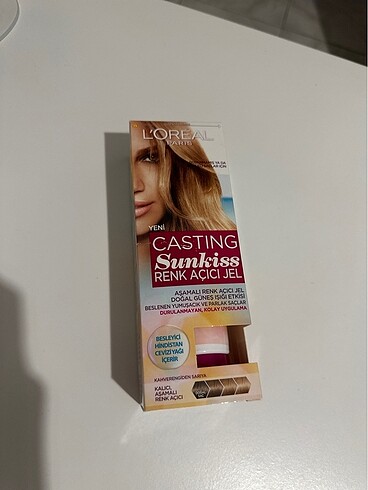 L'ORÉAL
PARIS
YENİ
CASTING
Sunkiss
RENK AÇICI JEL
AŞAMALI RENK AÇICI JEL
DOĞAL GÜNEŞ IŞIĞI ETKİSİ
BESLENEN YUMUŞACIK VE PARLAK SAÇLAR
DURULANMAYAN, KOLAY UYGULAMA
BESLEYİCİ
HİNDİSTAN
CEVİZİ YAĞI
İÇERİR
KAHVERENGİDEN SARIYA
KALICI,
AŞAMALI
RENK AÇICI